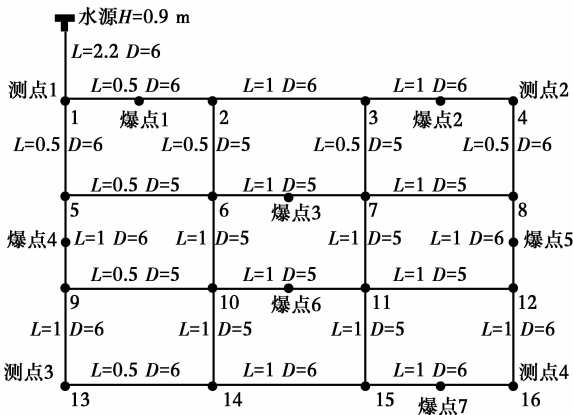 水源H=0.9 m
L=2.2 D=6
测点1 L=0.5 D=6 L=1 D=6 L=1 D=6 测点2
1 爆点1 2 3 爆点2 4
L=0.5 D=6 L=0.5 D=5 L=0.5 D=5 L=0.5 D=6
L=0.5 D=5 L=1 D=5 L=1 D=5
5 6 爆点3 7 8
爆点4 L=1 D=6 L=1 D=5 L=1 D=5 L=1 D=6 爆点5
L=0.5 D=5 L=1 D=5 L=1 D=5
9 10 爆点6 11 12
L=1 D=6 L=1 D=5 L=1 D=5 L=1 D=6
测点3 L=0.5 D=6 L=1 D=6 L=1 D=6 测点4
13 14 15 爆点7 16